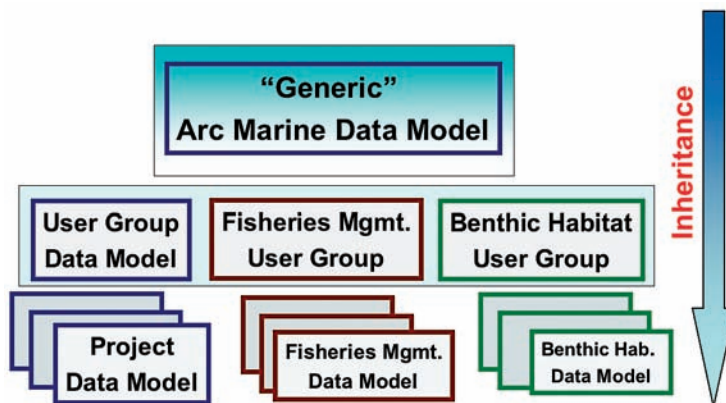 “Generic”
Arc Marine Data Model
User Group
Data Model
Fisheries Mgmt.
User Group
Benthic Habitat
User Group
Project
Data Model
Fisheries Mgmt.
Data Model
Benthic Hab.
Data Model
Inheritance